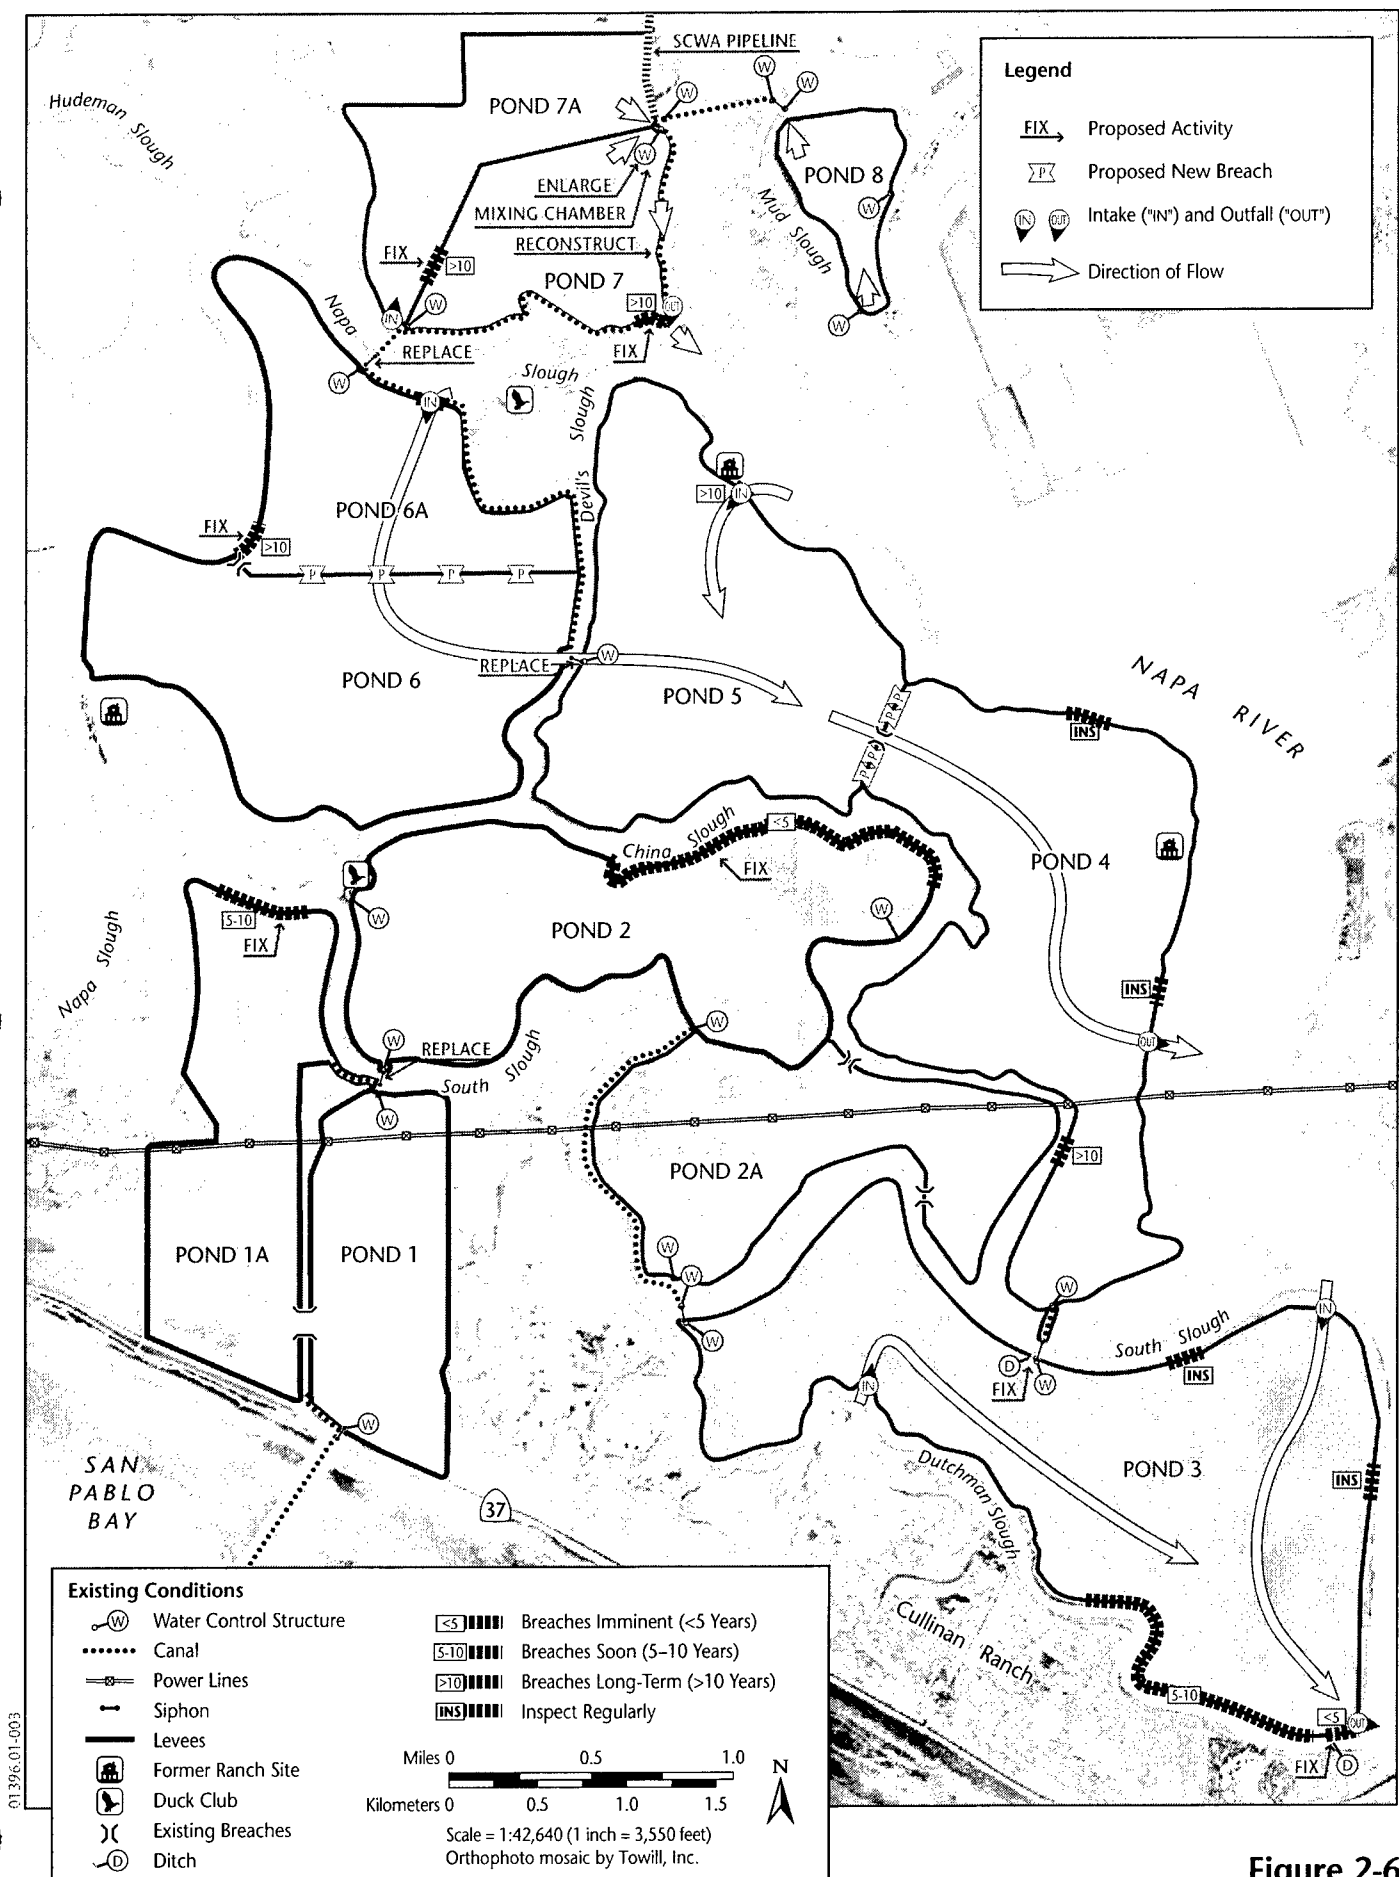 SCWA PIPELINE
Legend
FIX Proposed Activity
P Proposed New Breach
IN OUT Intake ("IN") and Outfall ("OUT")
Direction of Flow
Hudeman Slough
POND 7A
W
W
W
W
POND 8
ENLARGE
MIXING CHAMBER
Mud Slough
W
RECONSTRUCT
FIX
>10
POND 7
>10
OUT
IN
W
W
Napa Slough
REPLACE
FIX
W
IN
Devil's Slough
POND 6A
>10
IN
FIX
>10
P
P
P
P
REPLACE
W
POND 6
POND 5
NAPA RIVER
P
P
P
P
INS
China Slough
<5
FIX
POND 4
5-10
FIX
W
POND 2
W
Napa Slough
INS
W
W
REPLACE
South Slough
OUT
W
POND 2A
>10
POND 1A
POND 1
W
W
W
W
IN
South Slough
D
W
FIX
INS
IN
W
SAN
PABLO
BAY
37
Dutchman Slough
POND 3
INS
Cullinan Ranch
5-10
<5
OUT
FIX
D
Existing Conditions
W Water Control Structure
Canal
Power Lines
Siphon
Levees
Former Ranch Site
Duck Club
Existing Breaches
D Ditch
<5 Breaches Imminent (<5 Years)
5-10 Breaches Soon (5–10 Years)
>10 Breaches Long-Term (>10 Years)
INS Inspect Regularly
Miles 0 0.5 1.0
Kilometers 0 0.5 1.0 1.5
N
Scale = 1:42,640 (1 inch = 3,550 feet)
Orthophoto mosaic by Towill, Inc.
01396.01-003
Figure 2-6